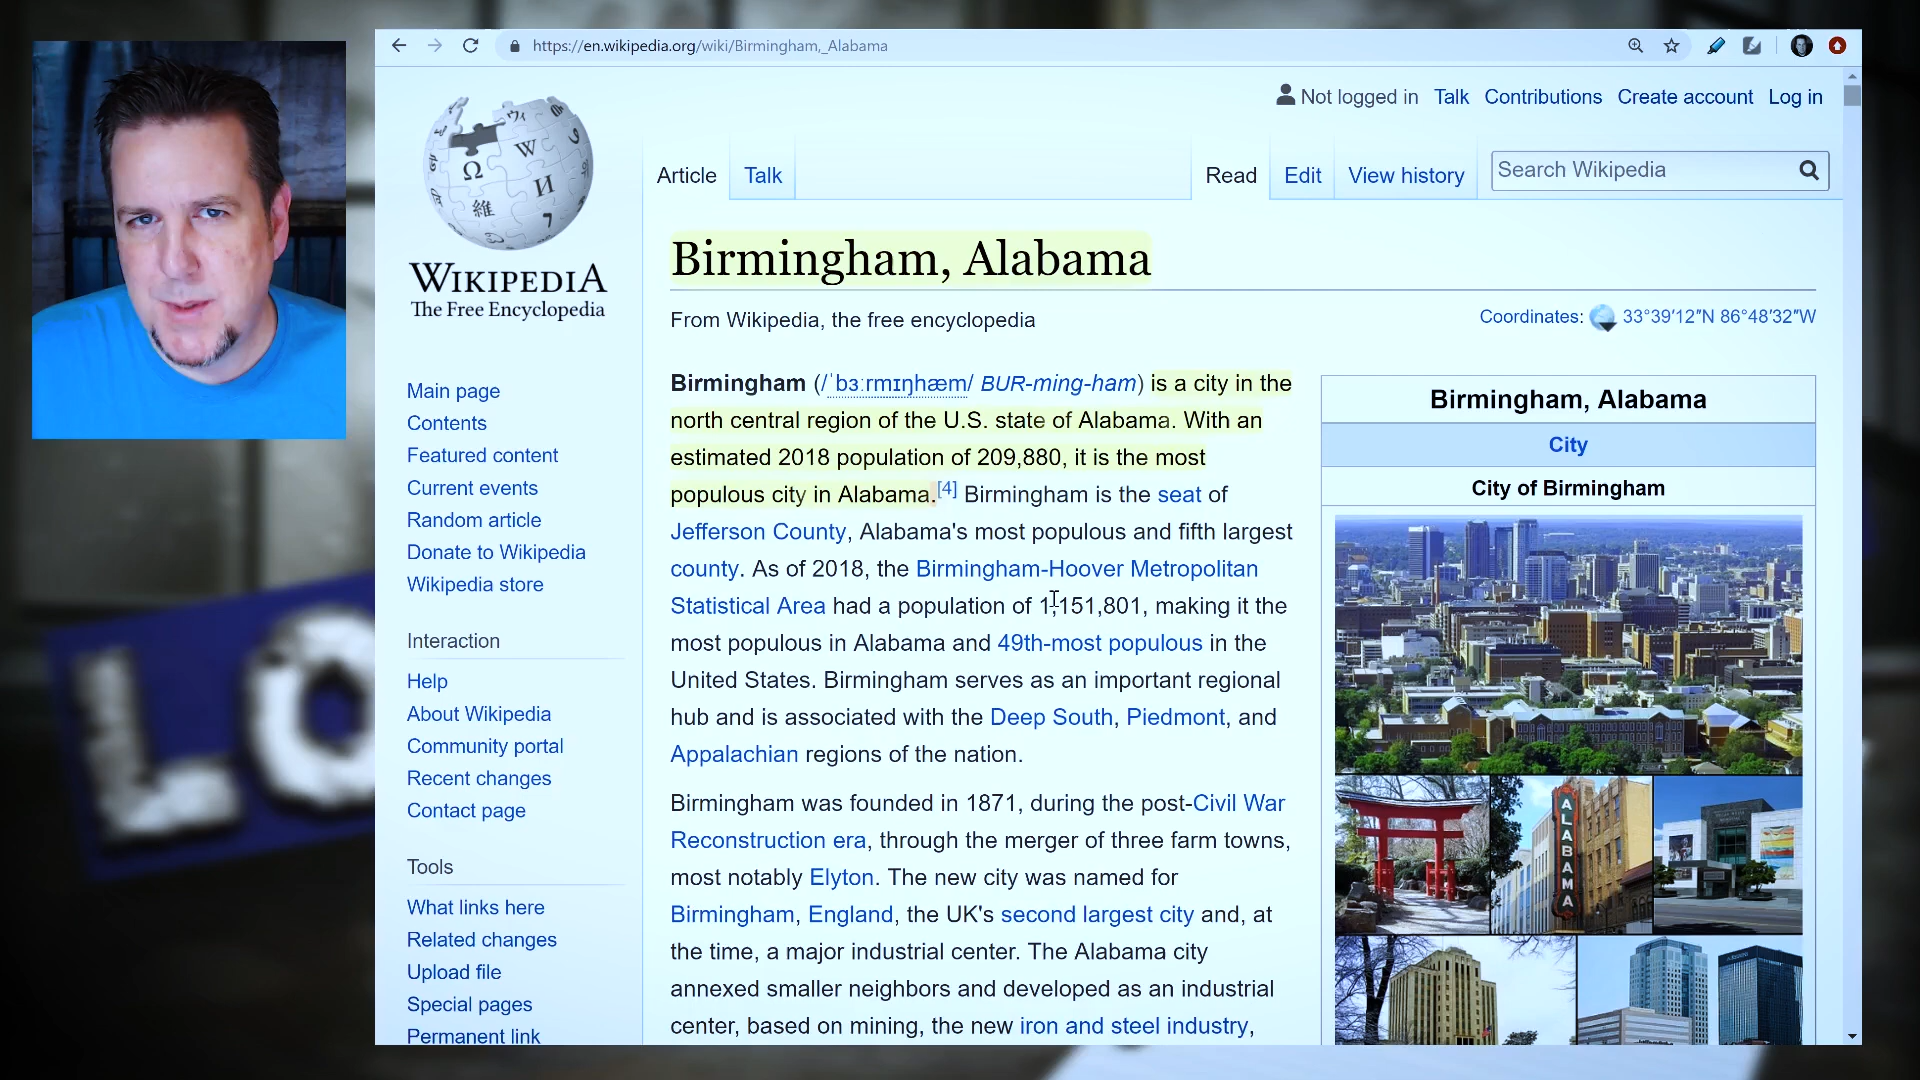 https://en.wikipedia.org/wiki/Birmingham,_Alabama
Not logged in Talk Contributions Create account Log in
Article Talk Read Edit View history Search Wikipedia
Ω W И 維 ウィ
WIKIPEDIA
The Free Encyclopedia
Main page
Contents
Featured content
Current events
Random article
Donate to Wikipedia
Wikipedia store
Interaction
Help
About Wikipedia
Community portal
Recent changes
Contact page
Tools
What links here
Related changes
Upload file
Special pages
Permanent link
Birmingham, Alabama
From Wikipedia, the free encyclopedia
Coordinates: 33°39′12″N 86°48′32″W
Birmingham (/ˈbɜːrmɪŋhæm/ BUR-ming-ham) is a city in the
north central region of the U.S. state of Alabama. With an
estimated 2018 population of 209,880, it is the most
populous city in Alabama.[4] Birmingham is the seat of
Jefferson County, Alabama's most populous and fifth largest
county. As of 2018, the Birmingham-Hoover Metropolitan
Statistical Area had a population of 1,151,801, making it the
most populous in Alabama and 49th-most populous in the
United States. Birmingham serves as an important regional
hub and is associated with the Deep South, Piedmont, and
Appalachian regions of the nation.
Birmingham was founded in 1871, during the post-Civil War
Reconstruction era, through the merger of three farm towns,
most notably Elyton. The new city was named for
Birmingham, England, the UK's second largest city and, at
the time, a major industrial center. The Alabama city
annexed smaller neighbors and developed as an industrial
center, based on mining, the new iron and steel industry,
Birmingham, Alabama
City
City of Birmingham
ALABAMA
LO